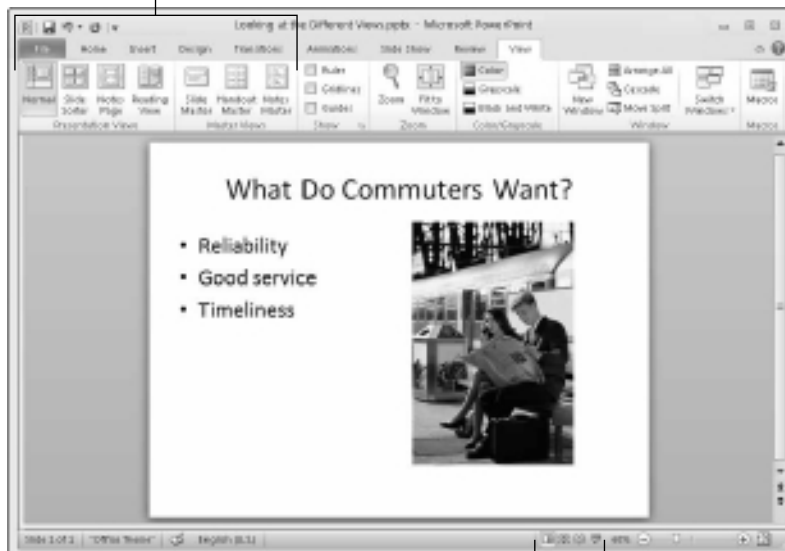 Looking at the Different Views.pptx - Microsoft PowerPoint
File Home Insert Design Transitions Animations Slide Show Review View
Normal Slide Sorter Notes Page Reading View Slide Master Handout Master Notes Master Ruler Gridlines Guides Zoom Fit to Window Color Grayscale Black and White New Window Arrange All Cascade Move Split Switch Windows Macros
Presentation Views Master Views Show Zoom Color/Grayscale Window Macros
What Do Commuters Want?
• Reliability
• Good service
• Timeliness
Slide 1 of 1 "Office Theme" English (U.S.)